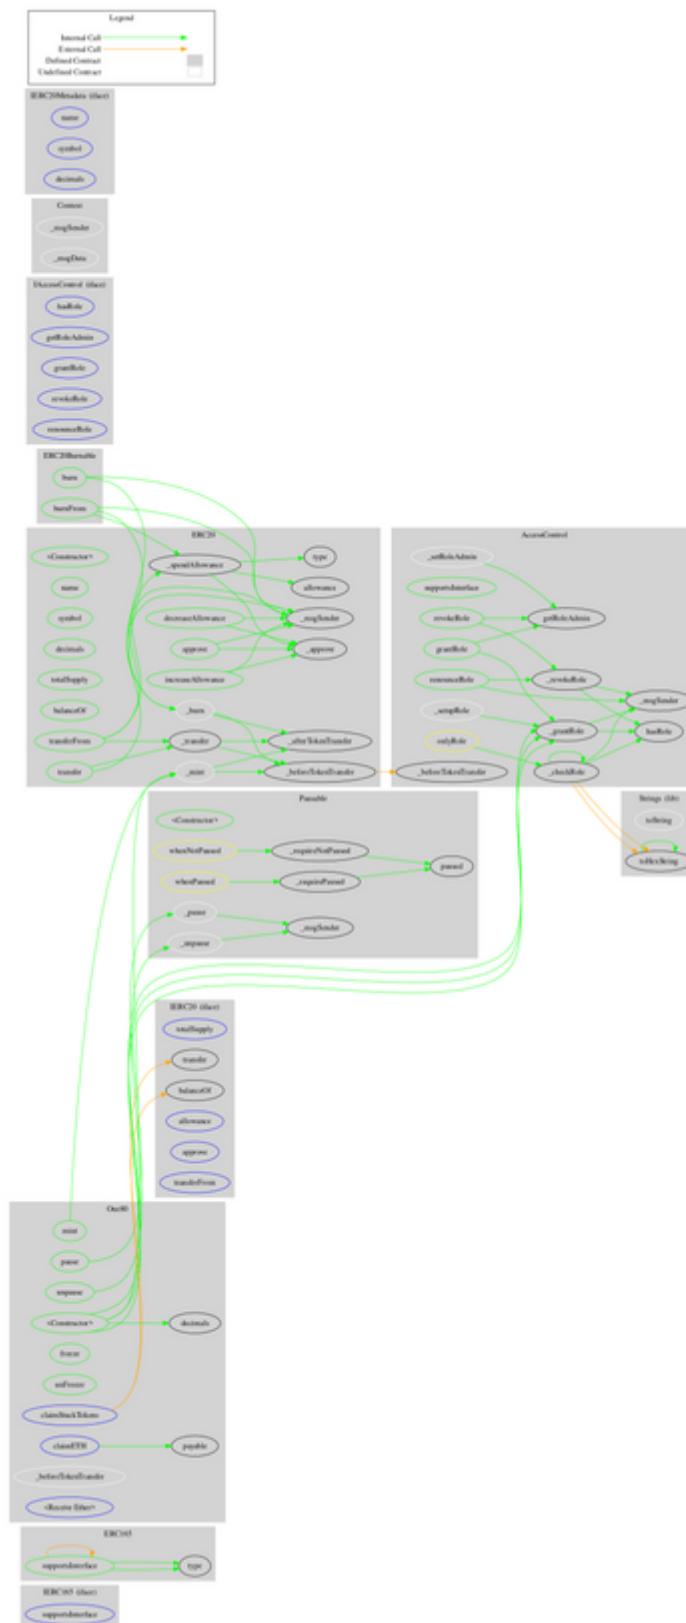 Legend
Internal Call
External Call
Defined Contract
Undefined Contract
IERC20Metadata (iface)
name
symbol
decimals
Context
_msgSender
_msgData
IAccessControl (iface)
hasRole
getRoleAdmin
grantRole
revokeRole
renounceRole
ERC20Burnable
burn
burnFrom
ERC20
<Constructor>
name
symbol
decimals
totalSupply
balanceOf
transferFrom
transfer
_spendAllowance
decreaseAllowance
approve
increaseAllowance
_burn
_transfer
_mint
type
allowance
_msgSender
_approve
_afterTokenTransfer
_beforeTokenTransfer
AccessControl
_setRoleAdmin
supportsInterface
revokeRole
grantRole
renounceRole
_setupRole
onlyRole
_beforeTokenTransfer
getRoleAdmin
_revokeRole
_grantRole
_checkRole
_msgSender
hasRole
Strings (lib)
toString
toHexString
Pausable
<Constructor>
whenNotPaused
whenPaused
_pause
_unpause
_requireNotPaused
_requirePaused
_msgSender
paused
IERC20 (iface)
totalSupply
transfer
balanceOf
allowance
approve
transferFrom
mint
pause
unpause
<Constructor>
decimals
freeze
unFreeze
claimStuckTokens
claimETH
payable
_beforeTokenTransfer
<Receive Ether>
ERC165
supportsInterface
type
IERC165 (iface)
supportsInterface